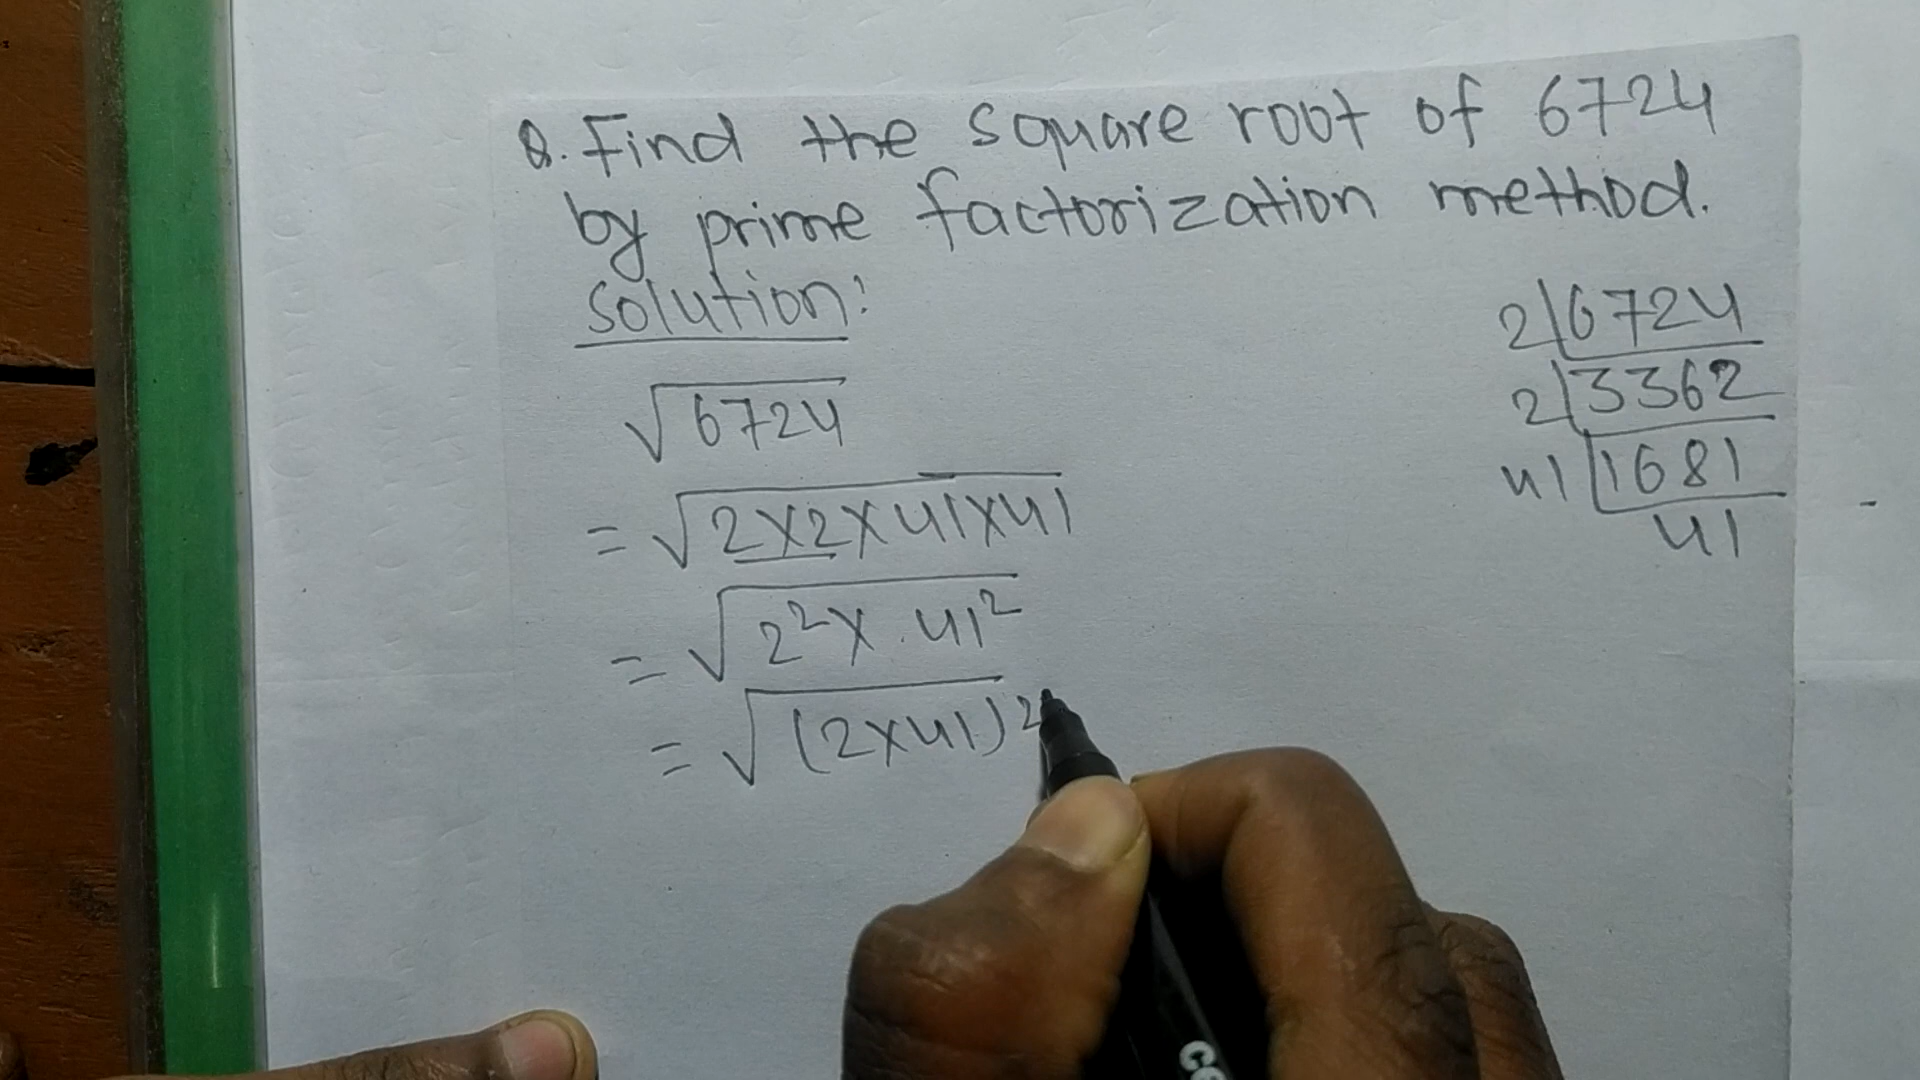 Q. Find the square root of 6724
by prime factorization method.
solution:
√6724
= √2×2×41×41
= √2²×.41²
= √(2×41)²
2|6724
2|3362
41|1681
41